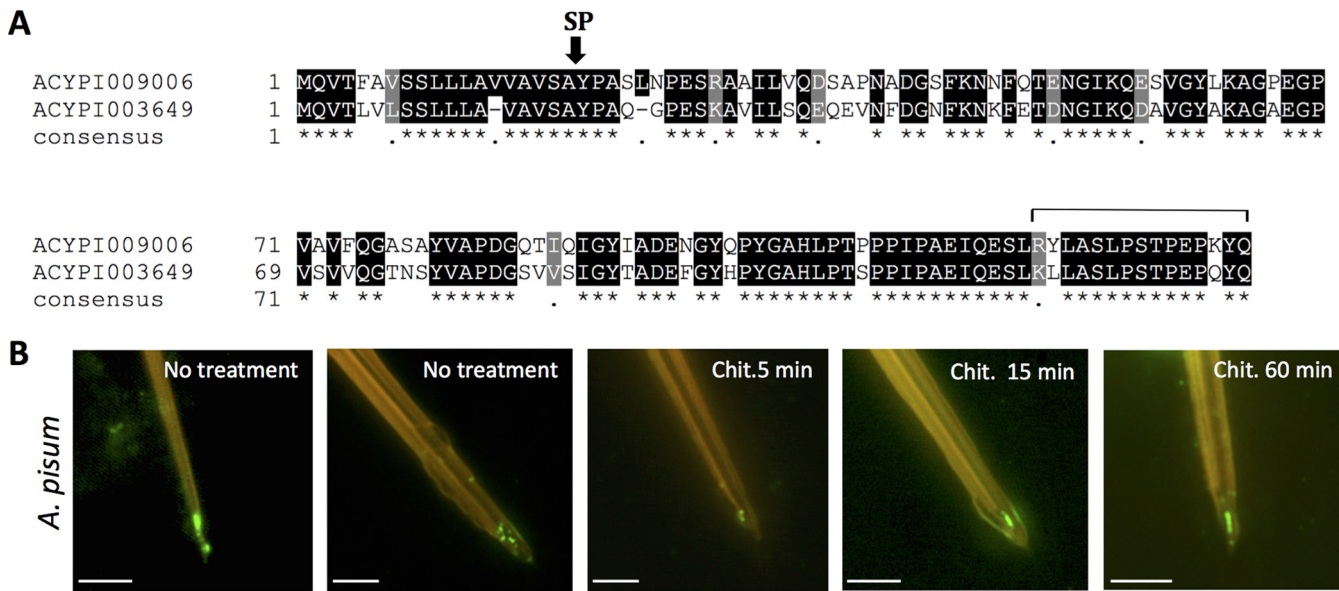 A
SP
ACYPI009006 1 MQVTFAVSSLLLAVVAVSAYPASLNPESRAAILVQDSAPNADGSFKNNFQTENGIKQESVGYLKAGPEGP
ACYPI003649 1 MQVTLVLSSLLLA-VAVSAYPAQ-GPESKAVILSQEQEVNFDGNFKNKFETDNGIKQDAVGYAKAGAEGP
consensus 1 ****  .******.******** . ***.* ** *.   * ** *** * *.*****. *** *** ***
ACYPI009006 71 VAVFQGASAYVAPDGQTIQIGYIADENGYQPYGAHLPTPPPIPAEIQESLRYLASLPSTPEPKYQ
ACYPI003649 69 VSVVQGTNSYVAPDGSVVSIGYTADEFGYHPYGAHLPTSPPIPAEIQESLKLLASLPSTPEPQYQ
consensus 71 * * **   ******  . *** *** ** ******** ***********. ********** **
B
A. pisum
No treatment
No treatment
Chit.5 min
Chit. 15 min
Chit. 60 min